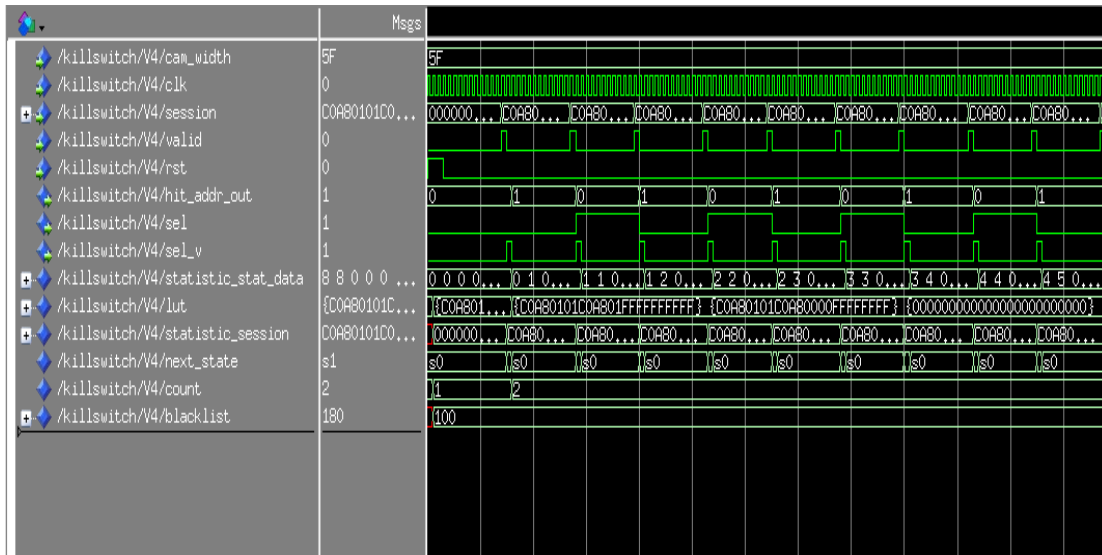 Msgs
/killswitch/V4/cam_width 5F 5F
/killswitch/V4/clk 0
/killswitch/V4/session C0A80101C0... 000000... C0A80... C0A80... C0A80... C0A80... C0A80... C0A80... C0A80... C0A80... C0A80...
/killswitch/V4/valid 0
/killswitch/V4/rst 0
/killswitch/V4/hit_addr_out 1 0 1 0 1 0 1 0 1 0 1
/killswitch/V4/sel 1
/killswitch/V4/sel_v 1
/killswitch/V4/statistic_stat_data 8 8 0 0 0 ... 0 0 0 0... 0 1 0... 1 1 0... 1 2 0... 2 2 0... 2 3 0... 3 3 0... 3 4 0... 4 4 0... 4 5 0...
/killswitch/V4/lut {C0A80101C... {C0A801... {C0A80101C0A801FFFFFFFFFF} {C0A80101C0A80000FFFFFFFF} {000000000000000000000000}
/killswitch/V4/statistic_session C0A80101C0... 000000... C0A80... C0A80... C0A80... C0A80... C0A80... C0A80... C0A80... C0A80... C0A80...
/killswitch/V4/next_state s1 s0 s0 s0 s0 s0 s0 s0 s0 s0 s0
/killswitch/V4/count 2 1 2
/killswitch/V4/blacklist 180 100